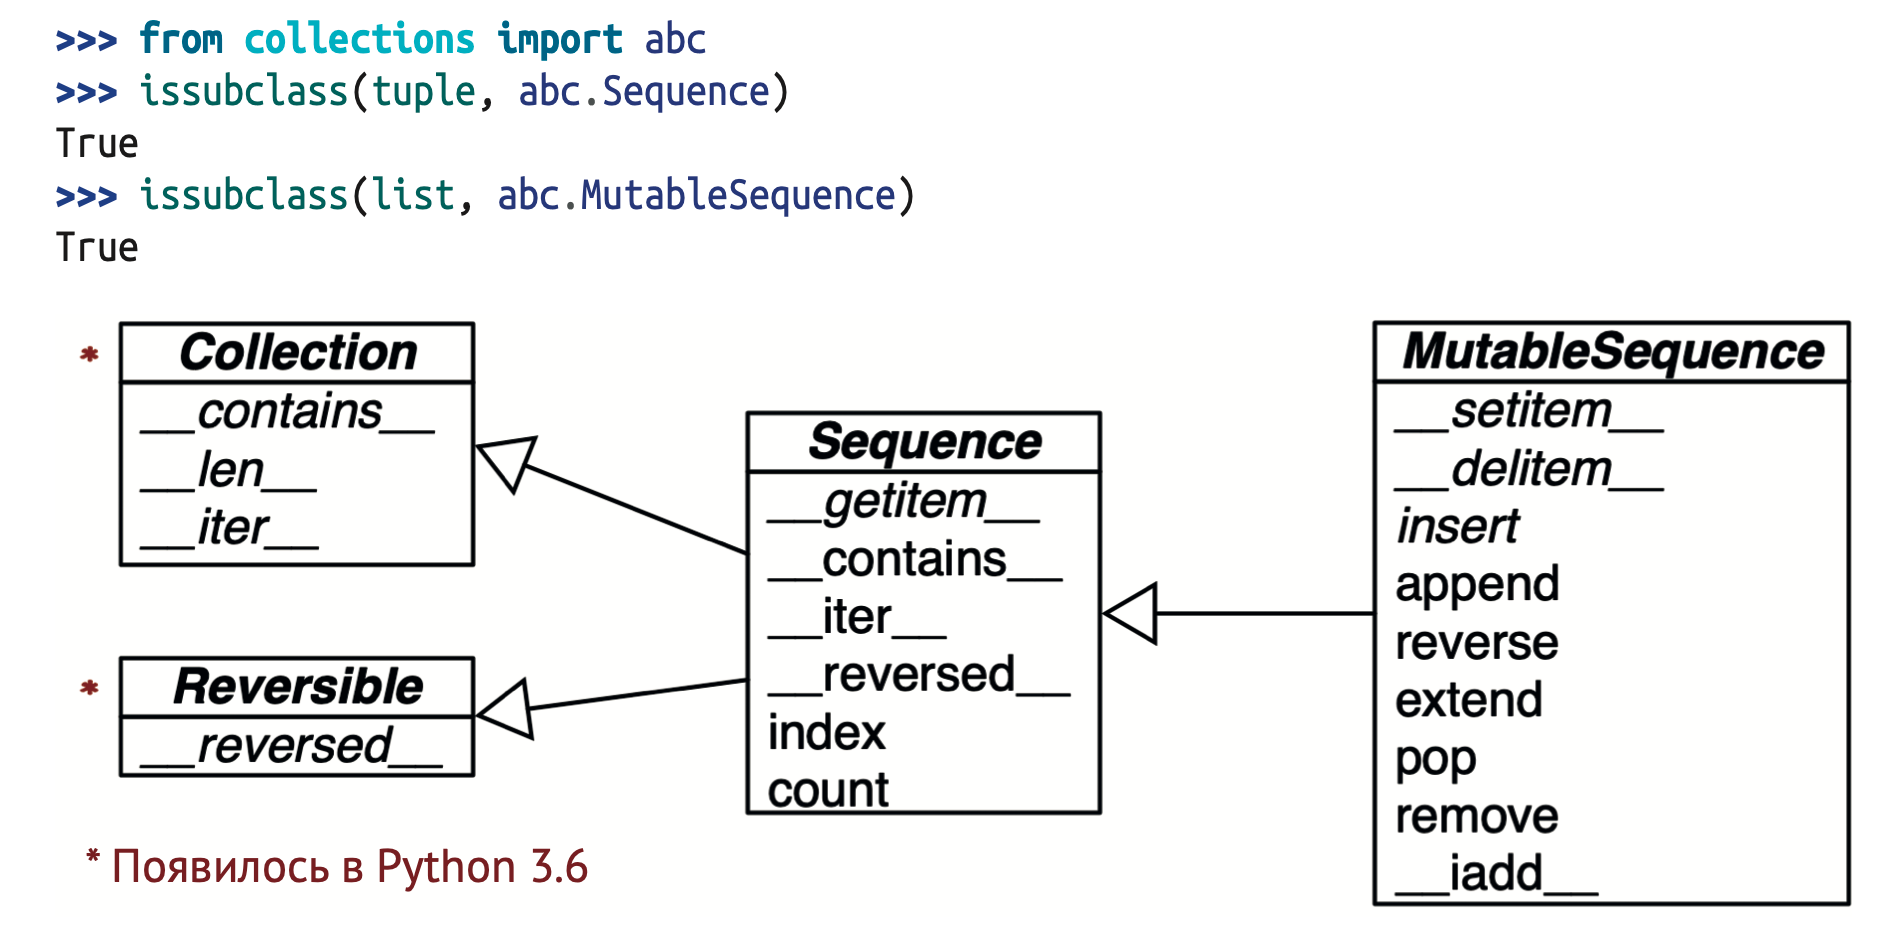 >>> from collections import abc
>>> issubclass(tuple, abc.Sequence)
True
>>> issubclass(list, abc.MutableSequence)
True
* Collection
__contains__
__len__
__iter__
* Reversible
__reversed__
Sequence
__getitem__
__contains__
__iter__
__reversed__
index
count
MutableSequence
__setitem__
__delitem__
insert
append
reverse
extend
pop
remove
__iadd__
* Появилось в Python 3.6